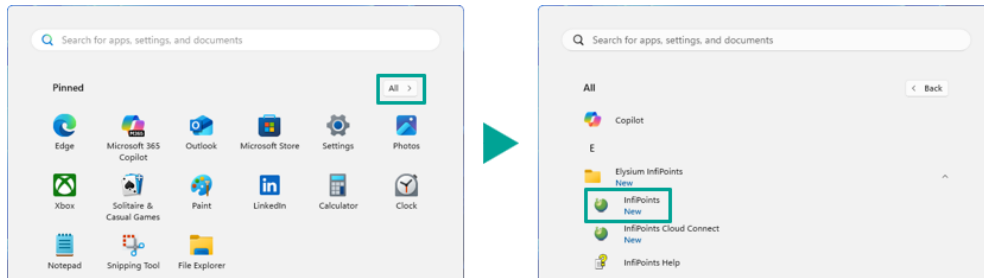 Search for apps, settings, and documents
Pinned
All >
Edge
Microsoft 365
Copilot
Outlook
Microsoft Store
Settings
Photos
Xbox
Solitaire &
Casual Games
Paint
LinkedIn
Calculator
Clock
Notepad
Snipping Tool
File Explorer
Search for apps, settings, and documents
All
< Back
Copilot
E
Elysium InfiPoints
New
InfiPoints
New
InfiPoints Cloud Connect
New
InfiPoints Help